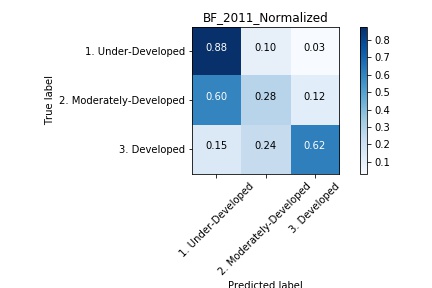 BF_2011_Normalized
1. Under-Developed 0.88 0.10 0.03
2. Moderately-Developed 0.60 0.28 0.12
3. Developed 0.15 0.24 0.62
True label
1. Under-Developed
2. Moderately-Developed
3. Developed
Predicted label
0.8
0.7
0.6
0.5
0.4
0.3
0.2
0.1